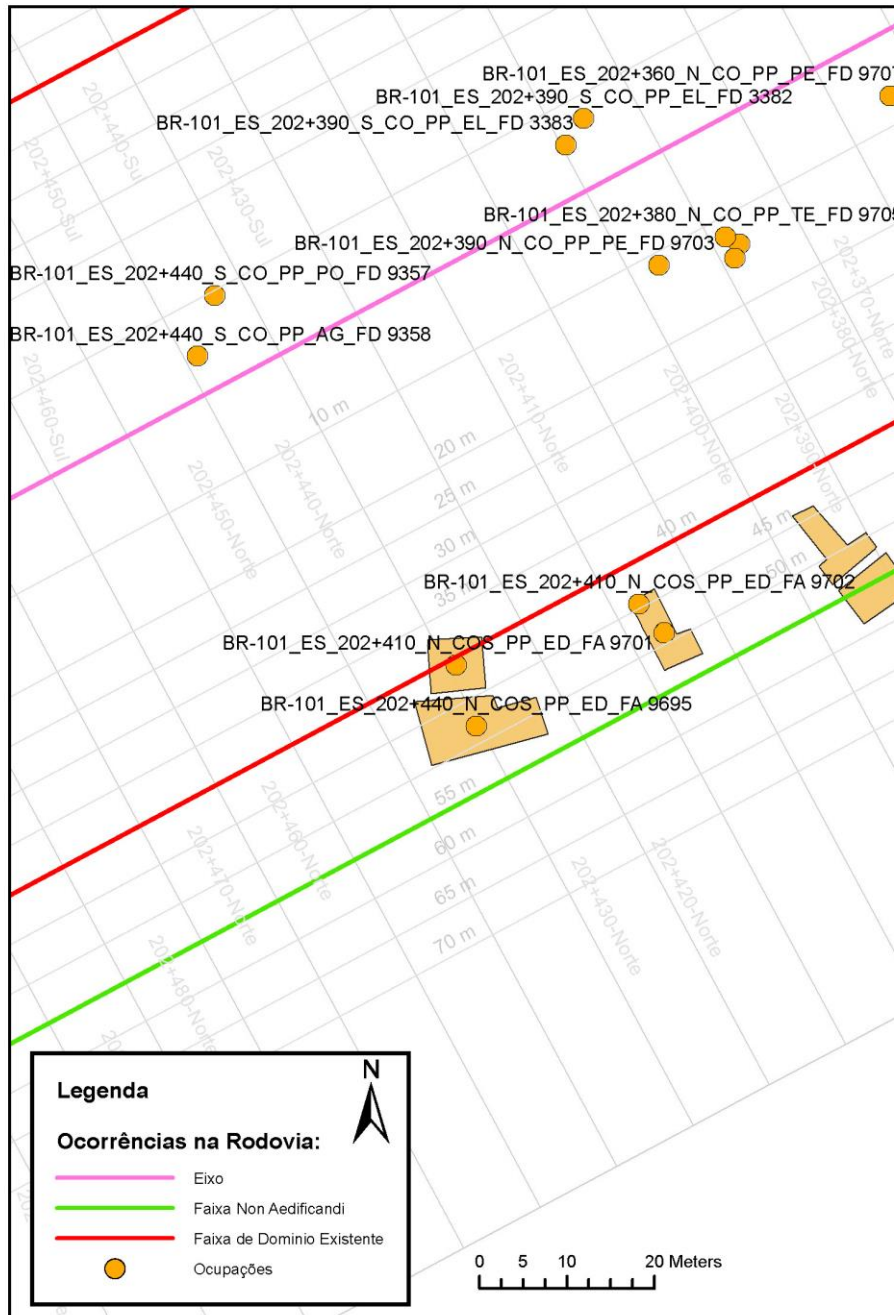 BR-101_ES_202+360_N_CO_PP_PE_FD 9707
BR-101_ES_202+390_S_CO_PP_EL_FD 3382
BR-101_ES_202+390_S_CO_PP_EL_FD 3383
202+440-Sul
202+450-Sul
202+430-Sul
BR-101_ES_202+380_N_CO_PP_TE_FD 9705
BR-101_ES_202+390_N_CO_PP_PE_FD 9703
202+370-Norte
BR-101_ES_202+440_S_CO_PP_PO_FD 9357
202+380-Norte
BR-101_ES_202+440_S_CO_PP_AG_FD 9358
202+460-Sul
202+410-Norte
202+400-Norte
202+390-Norte
10 m
20 m
202+450-Norte
202+440-Norte
25 m
30 m
40 m
45 m
50 m
35 m
BR-101_ES_202+410_N_COS_PP_ED_FA 9702
BR-101_ES_202+410_N_COS_PP_ED_FA 9701
BR-101_ES_202+440_N_COS_PP_ED_FA 9695
55 m
202+460-Norte
202+470-Norte
60 m
65 m
202+430-Norte
202+420-Norte
70 m
202+480-Norte
N
Legenda
Ocorrências na Rodovia:
Eixo
Faixa Non Aedificandi
Faixa de Dominio Existente
Ocupações
0 5 10 20 Meters